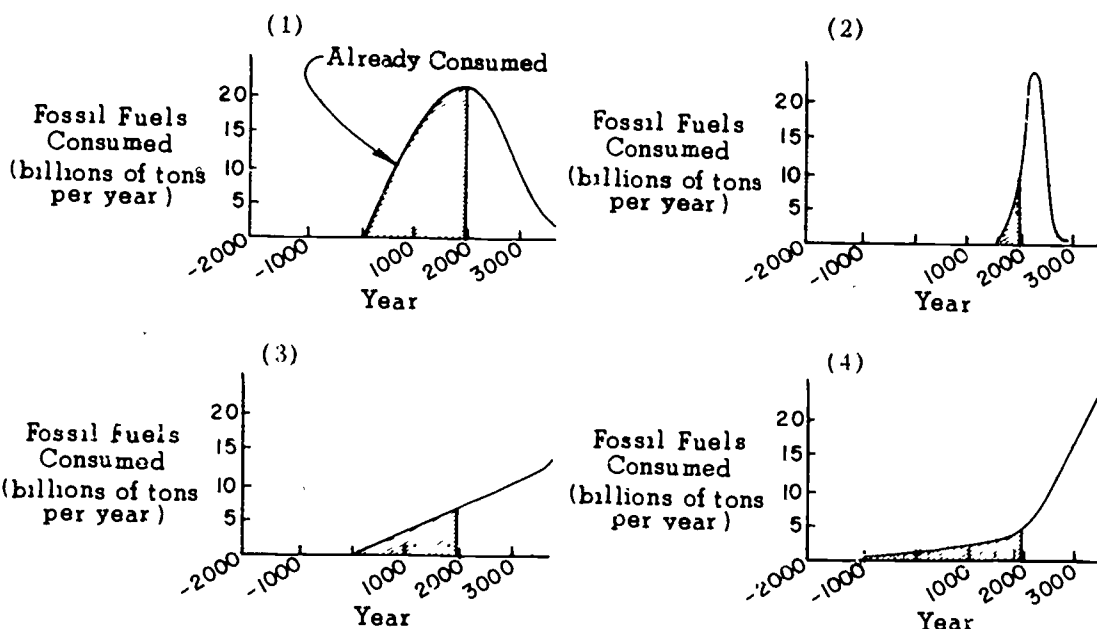 (1)
Already Consumed
Fossil Fuels
Consumed
(billions of tons
per year)
20
15
10
5
0
-2000
-1000
1000
2000
3000
Year
(2)
Fossil Fuels
Consumed
(billions of tons
per year)
20
15
10
5
0
-2000
-1000
1000
2000
3000
Year
(3)
Fossil Fuels
Consumed
(billions of tons
per year)
20
15
10
5
0
-2000
-1000
1000
2000
3000
Year
(4)
Fossil Fuels
Consumed
(billions of tons
per year)
20
15
10
5
0
-2000
-1000
1000
2000
3000
Year